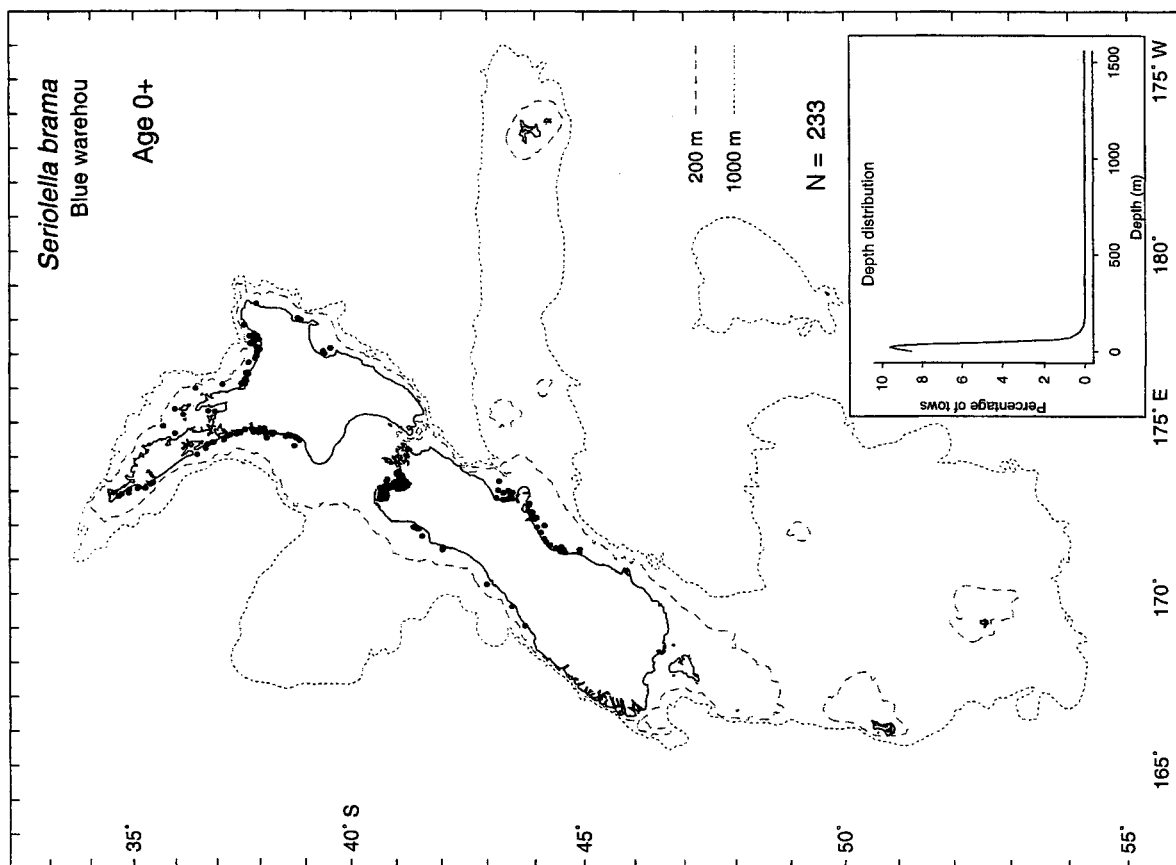 Seriolella brama
Blue warehou
Age 0+
35°
40° S
45°
50°
55°
165°
170°
175° E
180°
175° W
200 m
1000 m
N = 233
Depth distribution
Percentage of tows
10
8
6
4
2
0
0
500
1000
1500
Depth (m)